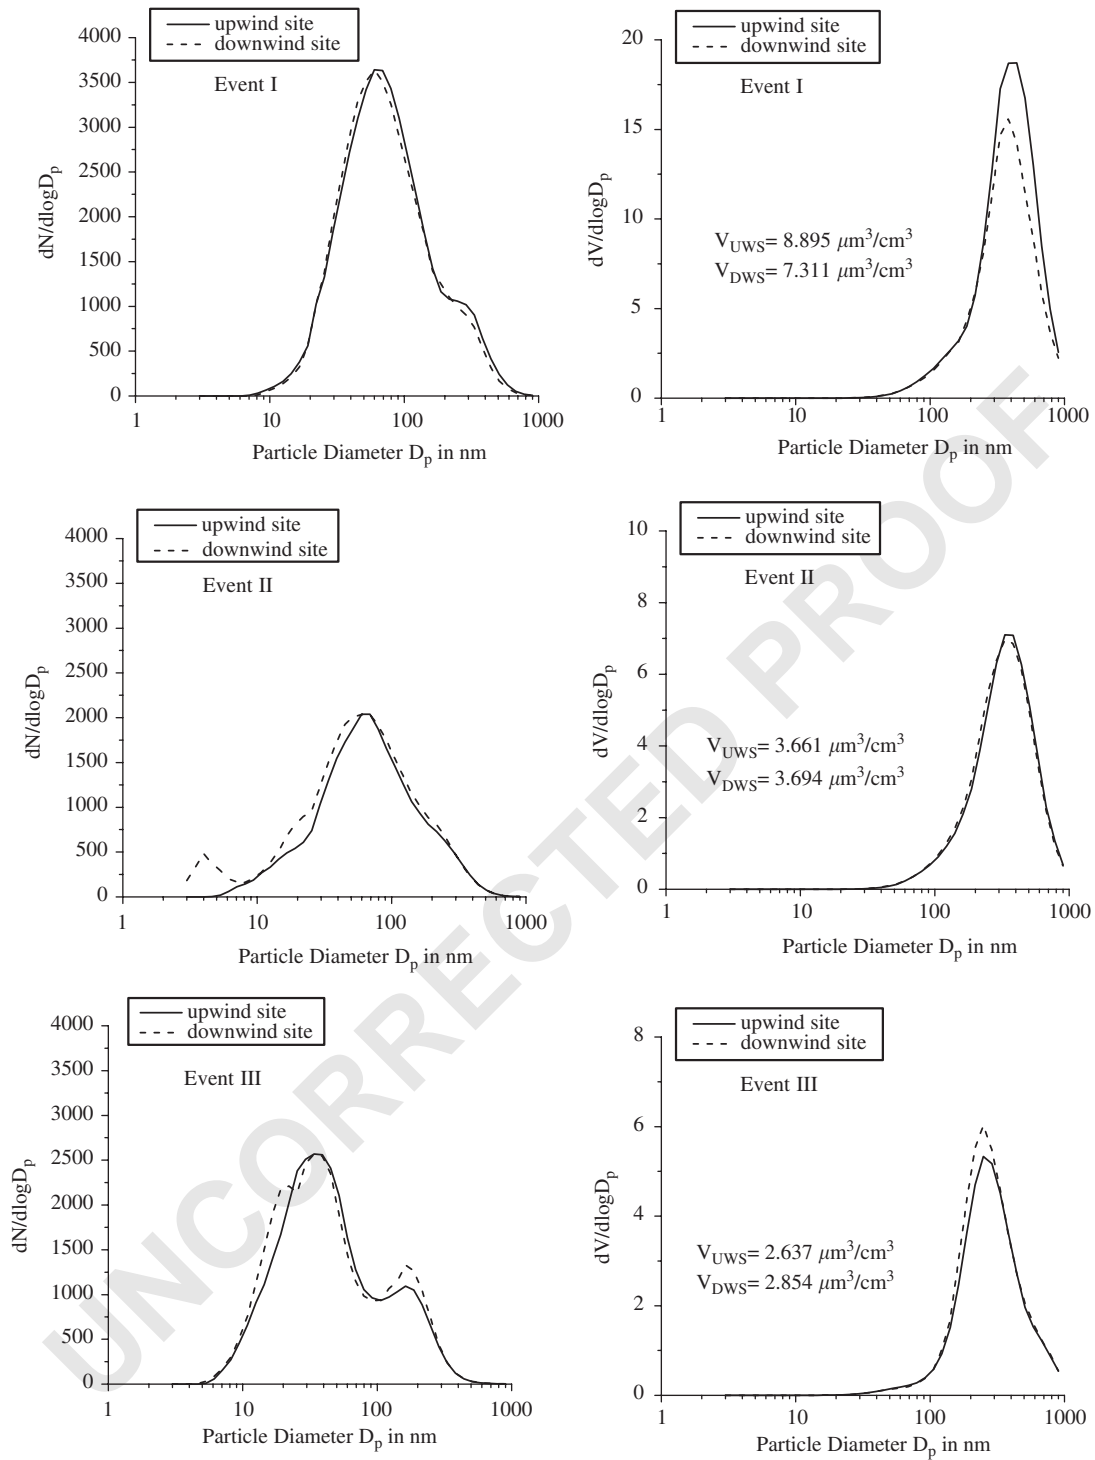 upwind site
downwind site
Event I
4000
3500
3000
2500
2000
1500
1000
500
0
dN/dlogDp
1 10 100 1000
Particle Diameter Dp in nm
upwind site
downwind site
Event I
20
15
10
5
0
dV/dlogDp
VUWS= 8.895 μm³/cm³
VDWS= 7.311 μm³/cm³
1 10 100 1000
Particle Diameter Dp in nm
upwind site
downwind site
Event II
4000
3500
3000
2500
2000
1500
1000
500
0
dN/dlogDp
1 10 100 1000
Particle Diameter Dp in nm
upwind site
downwind site
Event II
10
8
6
4
2
0
dV/dlogDp
VUWS= 3.661 μm³/cm³
VDWS= 3.694 μm³/cm³
1 10 100 1000
Particle Diameter Dp in nm
upwind site
downwind site
Event III
4000
3500
3000
2500
2000
1500
1000
500
0
dN/dlogDp
1 10 100 1000
Particle Diameter Dp in nm
upwind site
downwind site
Event III
8
6
4
2
0
dV/dlogDp
VUWS= 2.637 μm³/cm³
VDWS= 2.854 μm³/cm³
1 10 100 1000
Particle Diameter Dp in nm
UNCORRECTED PROOF